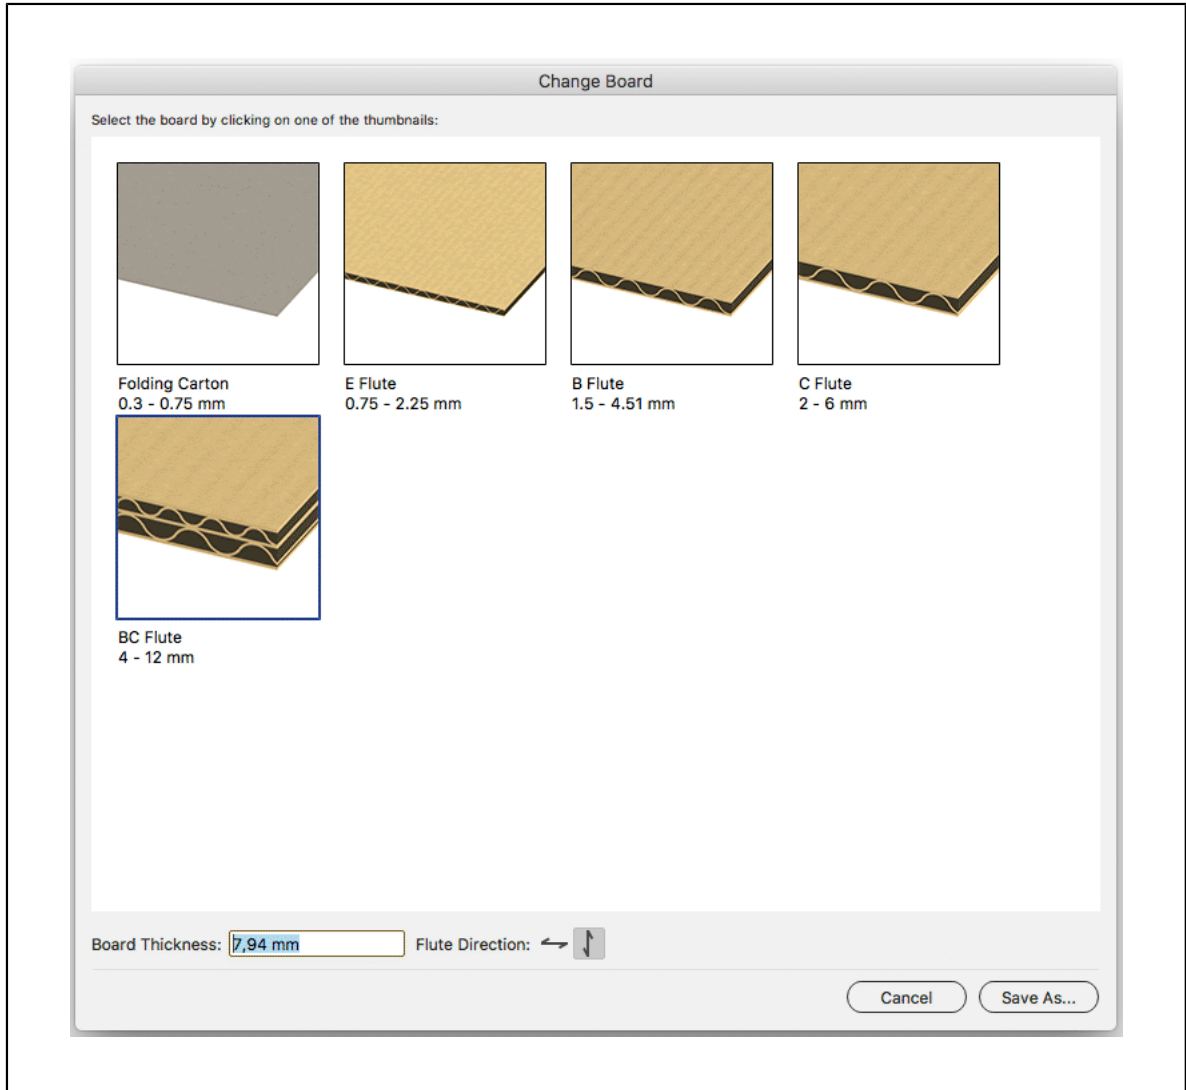 Change Board
Select the board by clicking on one of the thumbnails:
Folding Carton
0.3 - 0.75 mm
E Flute
0.75 - 2.25 mm
B Flute
1.5 - 4.51 mm
C Flute
2 - 6 mm
BC Flute
4 - 12 mm
Board Thickness: 7,94 mm Flute Direction:
Cancel Save As...